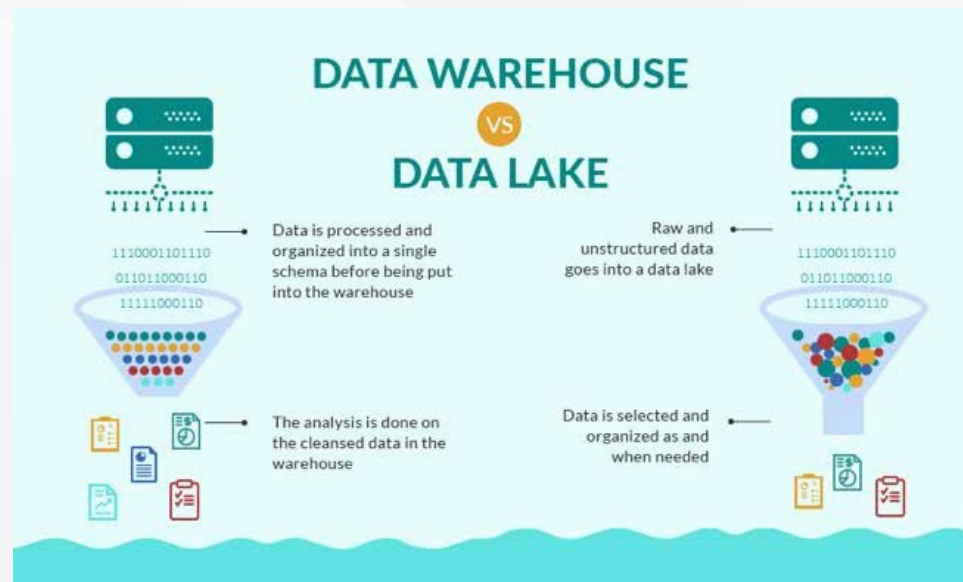 DATA WAREHOUSE
VS
DATA LAKE
Data is processed and
organized into a single
schema before being put
into the warehouse
1110001101110
011011000110
11111000110
The analysis is done on
the cleansed data in the
warehouse
Raw and
unstructured data
goes into a data lake
1110001101110
011011000110
11111000110
Data is selected and
organized as and
when needed